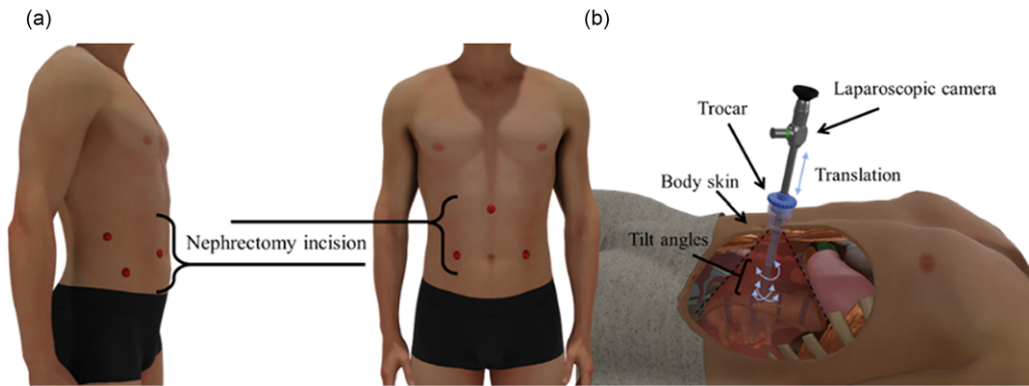 (a)
(b)
Nephrectomy incision
Laparoscopic camera
Trocar
Translation
Body skin
Tilt angles